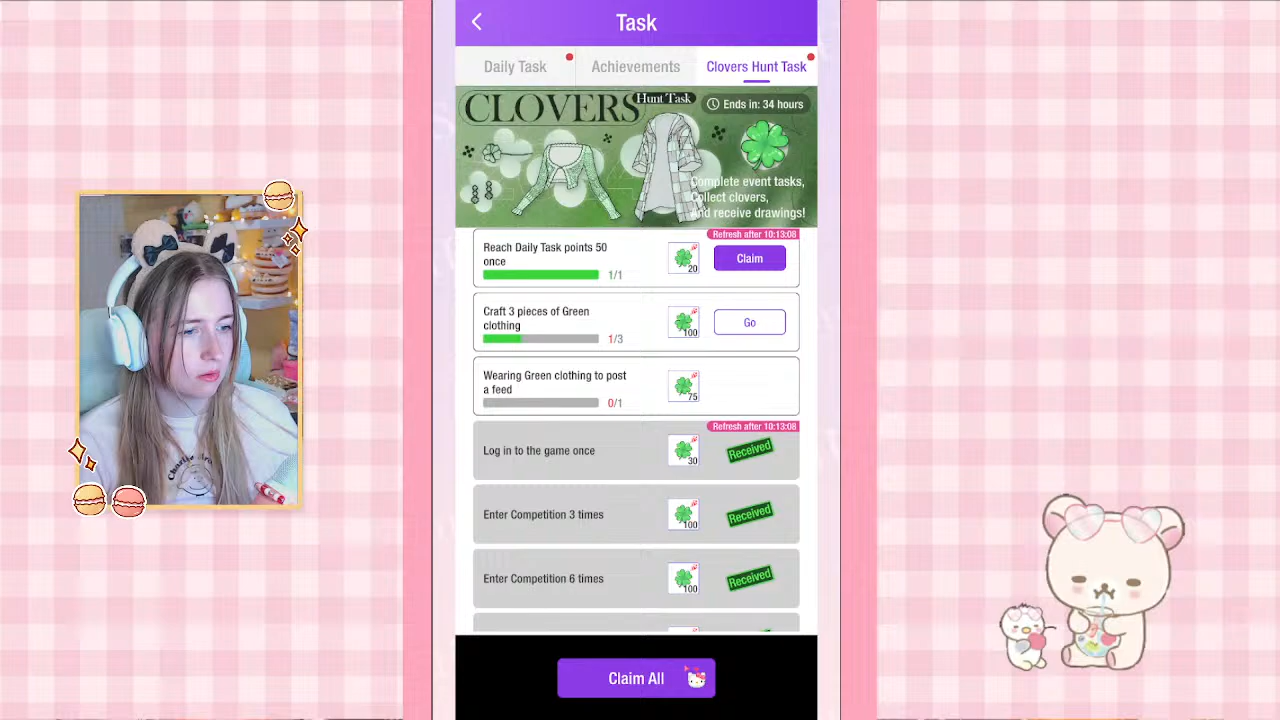 Task
Daily Task
Achievements
Clovers Hunt Task
CLOVERS
Hunt Task
Ends in: 34 hours
Complete event tasks,
Collect clovers,
And receive drawings!
Refresh after 10:13:08
Reach Daily Task points 50
once
1/1
20
Claim
Craft 3 pieces of Green
clothing
1/3
100
Go
Wearing Green clothing to post
a feed
0/1
75
Refresh after 10:13:08
Log in to the game once
30
Received
Enter Competition 3 times
100
Received
Enter Competition 6 times
100
Received
Claim All